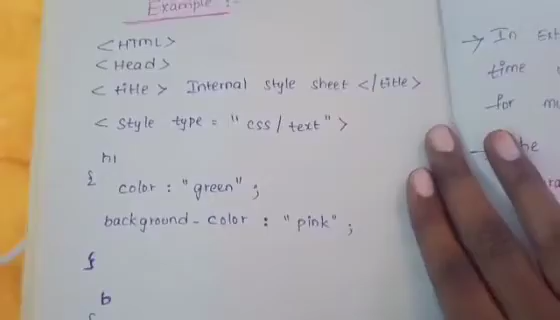 Example :-
<HTML>
<Head>
<title> Internal style sheet </title>
<style type = "css/text">
h1
{
color : "green" ;
background-color : "pink" ;
}
b
{
→ In Ext
time
for m